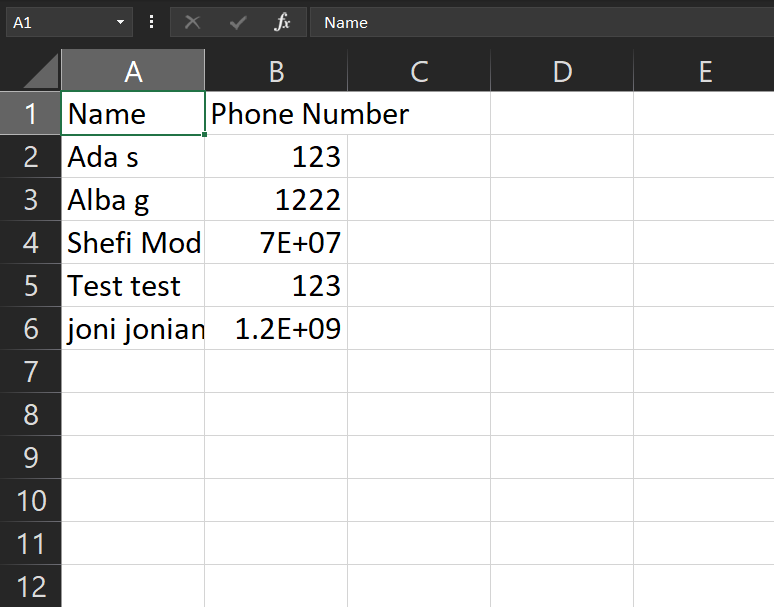 A1 fx Name
A B C D E
1 Name Phone Number
2 Ada s 123
3 Alba g 1222
4 Shefi Mod 7E+07
5 Test test 123
6 joni jonian 1.2E+09
7
8
9
10
11
12